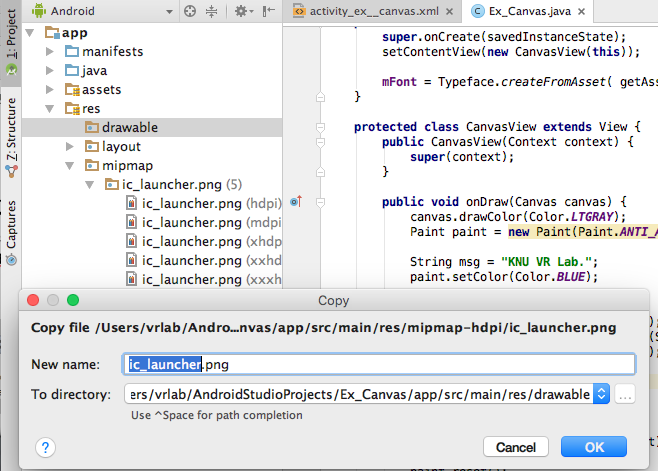 Android
activity_ex__canvas.xml
Ex_Canvas.java
1: Project
Z: Structure
Captures
app
manifests
java
assets
res
drawable
layout
mipmap
ic_launcher.png (5)
ic_launcher.png (hdpi
ic_launcher.png (mdpi
ic_launcher.png (xhdp
ic_launcher.png (xxhd
ic_launcher.png (xxxh
super.onCreate(savedInstanceState);
setContentView(new CanvasView(this));
mFont = Typeface.createFromAsset( getAss
}
protected class CanvasView extends View {
public CanvasView(Context context) {
super(context);
}
public void onDraw(Canvas canvas) {
canvas.drawColor(Color.LTGRAY);
Paint paint = new Paint(Paint.ANTI_A
String msg = "KNU VR Lab.";
paint.setColor(Color.BLUE);
Copy
Copy file /Users/vrlab/Andro...nvas/app/src/main/res/mipmap-hdpi/ic_launcher.png
New name:
ic_launcher.png
To directory:
ers/vrlab/AndroidStudioProjects/Ex_Canvas/app/src/main/res/drawable
...
Use ^Space for path completion
?
Cancel
OK